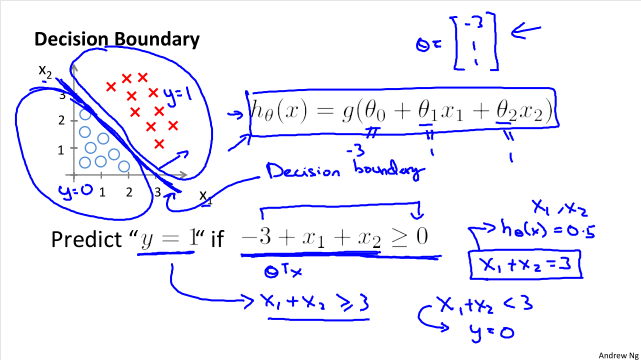 θ = [-3 1 1]
Decision Boundary
x₂
3
2
1
1 2 3
x₁
y=1
y=0
h_θ(x) = g(θ₀ + θ₁x₁ + θ₂x₂)
-3 1 1
Decision boundary
Predict “y = 1“ if -3 + x₁ + x₂ ≥ 0
θᵀx
x₁ + x₂ ≥ 3
x₁, x₂
h_θ(x) = 0.5
x₁ + x₂ = 3
x₁ + x₂ < 3
y = 0
Andrew Ng